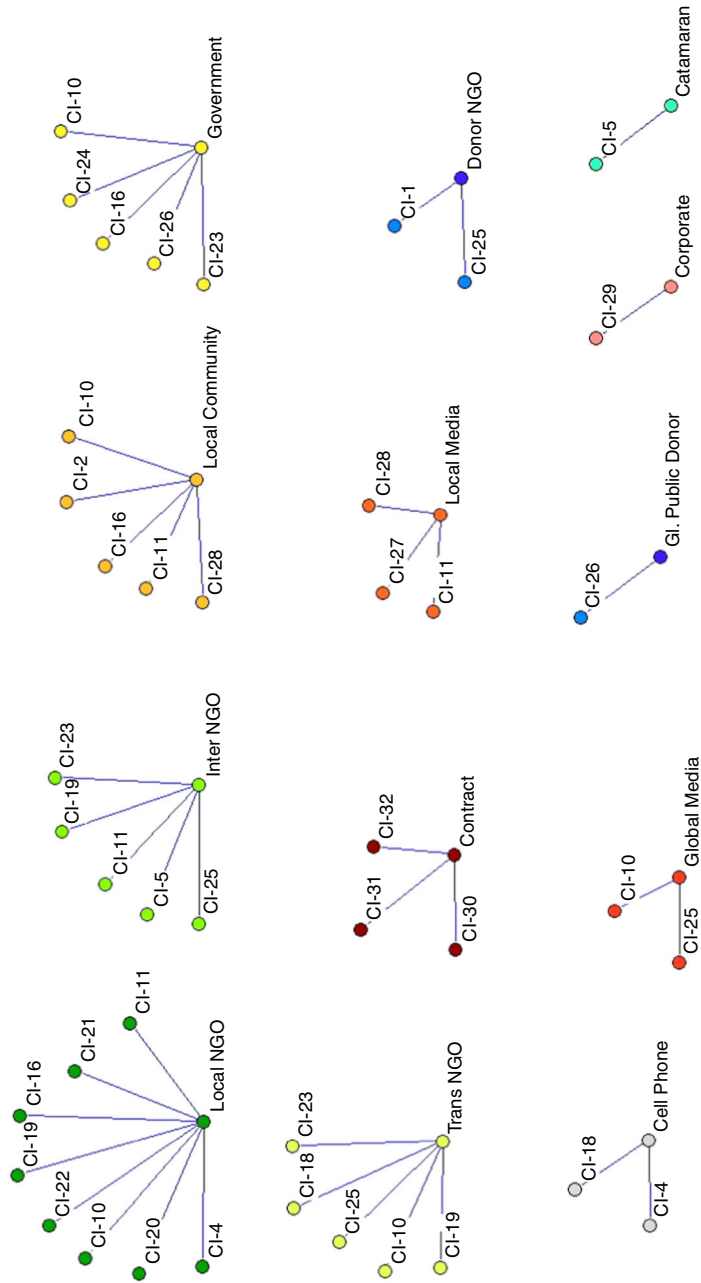 CI-11
CI-21
CI-16
CI-19
CI-22
CI-10
CI-20
CI-4
Local NGO
CI-23
CI-19
CI-11
CI-5
CI-25
Inter NGO
CI-10
CI-2
CI-16
CI-11
CI-28
Local Community
CI-10
CI-24
CI-16
CI-26
CI-23
Government
CI-23
CI-18
CI-25
CI-10
CI-19
Trans NGO
CI-32
CI-31
CI-30
Contract
CI-28
CI-27
CI-11
Local Media
CI-1
CI-25
Donor NGO
CI-18
CI-4
Cell Phone
CI-10
CI-25
Global Media
CI-26
Gl. Public Donor
CI-29
Corporate
CI-5
Catamaran